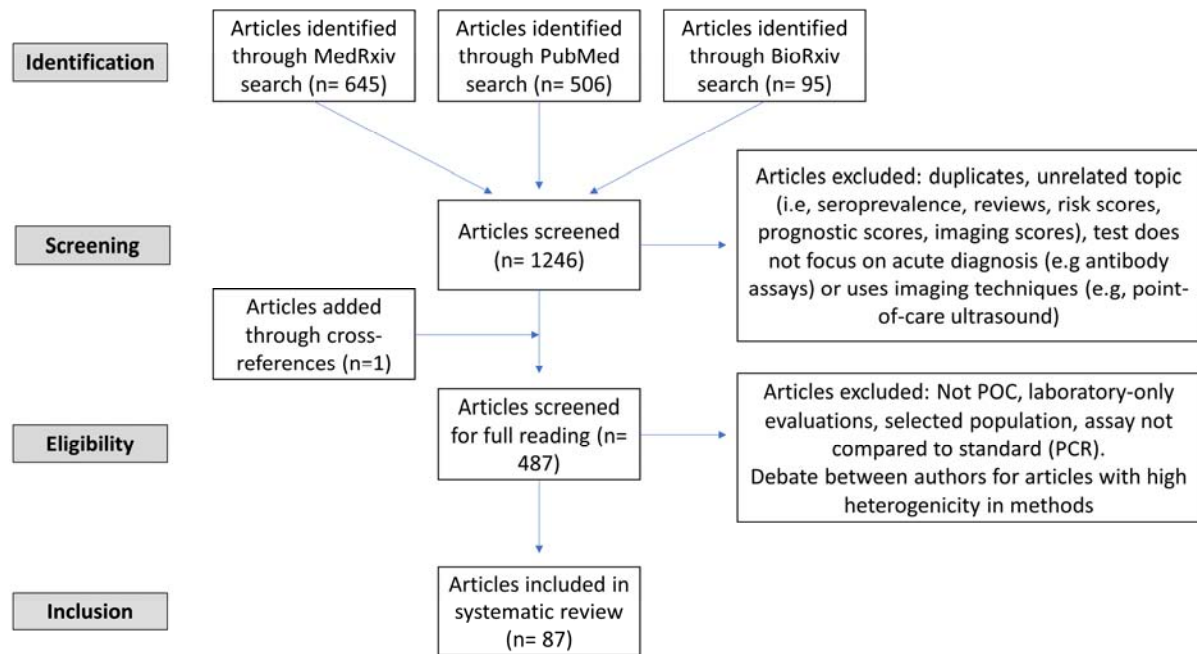 Identification
Articles identified
through MedRxiv
search (n= 645)
Articles identified
through PubMed
search (n= 506)
Articles identified
through BioRxiv
search (n= 95)
Screening
Articles screened
(n= 1246)
Articles excluded: duplicates, unrelated topic
(i.e, seroprevalence, reviews, risk scores,
prognostic scores, imaging scores), test does
not focus on acute diagnosis (e.g antibody
assays) or uses imaging techniques (e.g, point-
of-care ultrasound)
Articles added
through cross-
references (n=1)
Eligibility
Articles screened
for full reading (n=
487)
Articles excluded: Not POC, laboratory-only
evaluations, selected population, assay not
compared to standard (PCR).
Debate between authors for articles with high
heterogenicity in methods
Inclusion
Articles included in
systematic review
(n= 87)